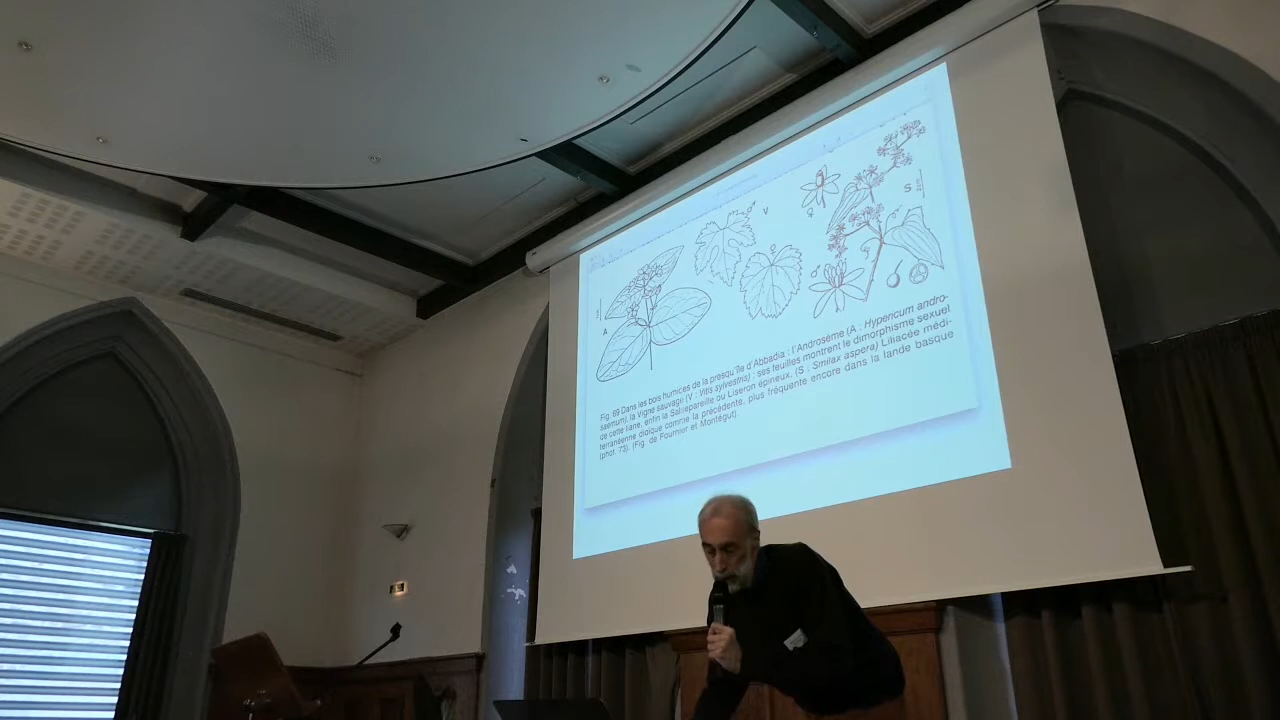 V
S
A
Fig. 69 Dans les bois humices de la presqu'île d'Abbadia : l'Androsème (A : Hypericum andro-
saemum), la Vigne sauvage (V : Vitis sylvestris) : ses feuilles montrent le dimorphisme sexuel
de cette liane, enfin la Salsepareille ou Liseron épineux, (S : Smilax aspera) Liliacée médi-
terranéenne dioïque comme la précédente, plus fréquente encore dans la lande basque
(phot. 73). (Fig. de Fournier et Montégut).